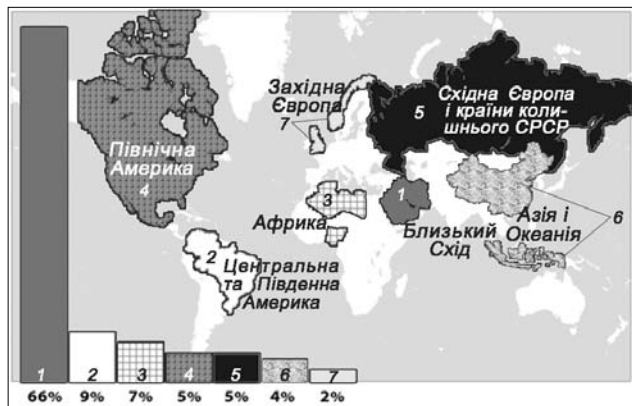 Північна
Америка
4
Західна
Європа
7
5
Східна Європа
і країни коли-
шнього СРСР
3
Африка
1
Близький
Схід
Азія і
Океанія
6
2
Центральна
та Південна
Америка
1 2 3 4 5 6 7
66% 9% 7% 5% 5% 4% 2%